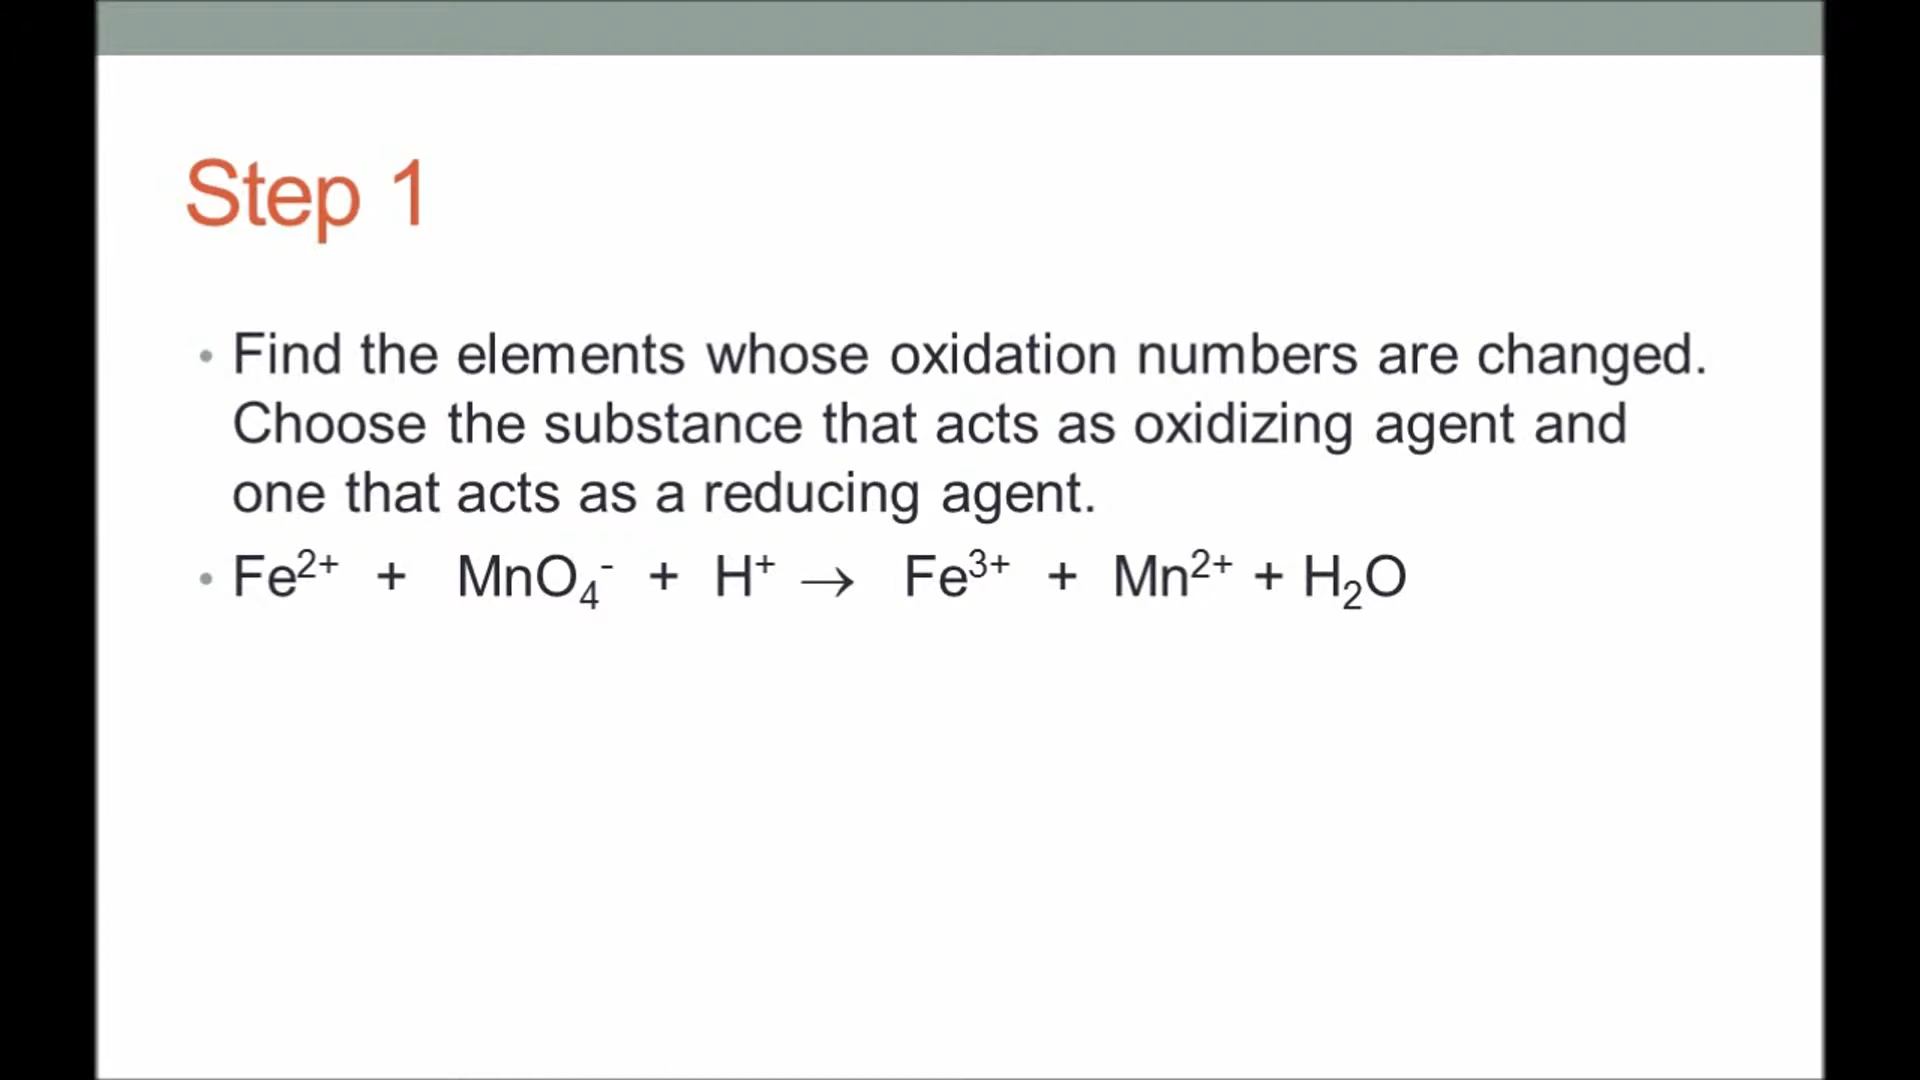 Step 1
• Find the elements whose oxidation numbers are changed.
Choose the substance that acts as oxidizing agent and
one that acts as a reducing agent.
• Fe²⁺ + MnO₄⁻ + H⁺ → Fe³⁺ + Mn²⁺ + H₂O